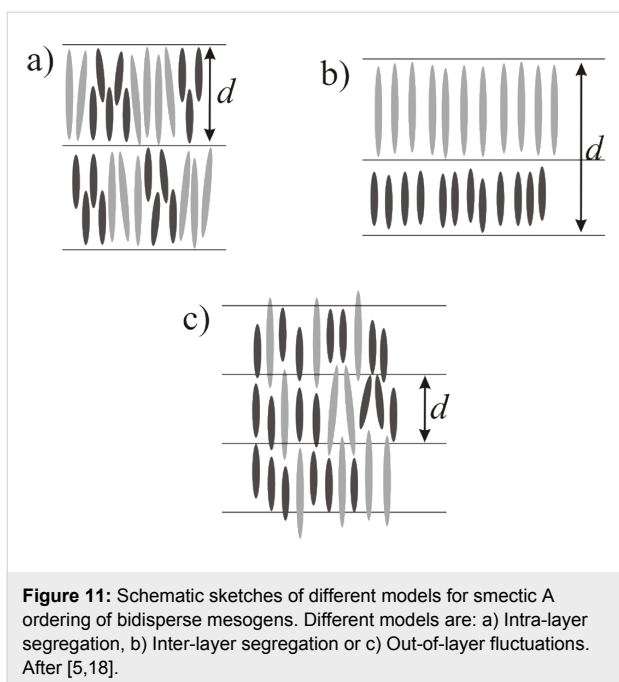 a)
d
b)
d
c)
d
Figure 11: Schematic sketches of different models for smectic A
ordering of bidisperse mesogens. Different models are: a) Intra-layer
segregation, b) Inter-layer segregation or c) Out-of-layer fluctuations.
After [5,18].